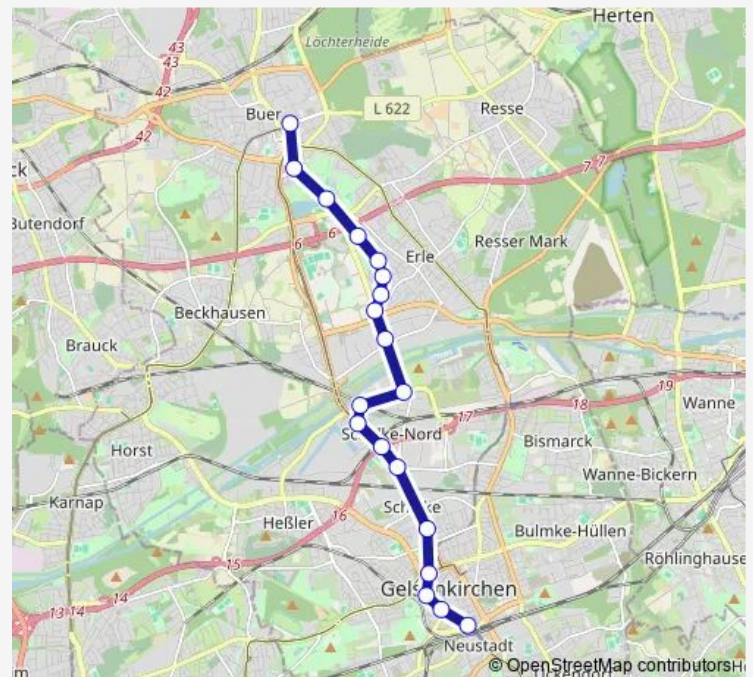 Herten
43
43
Löchterheide
42
42
Buer
L 622
Resse
7 7
Butendorf
6
6
Erle
Resser Mark
Beckhausen
Brauck
19
Wanne
18
17
Horst
Bismarck
Wanne-Bickern
Karnap
16
Heßler
Bulmke-Hüllen
15
Röhlinghause
14
13 14
Neustadt
© OpenStreetMap contributors